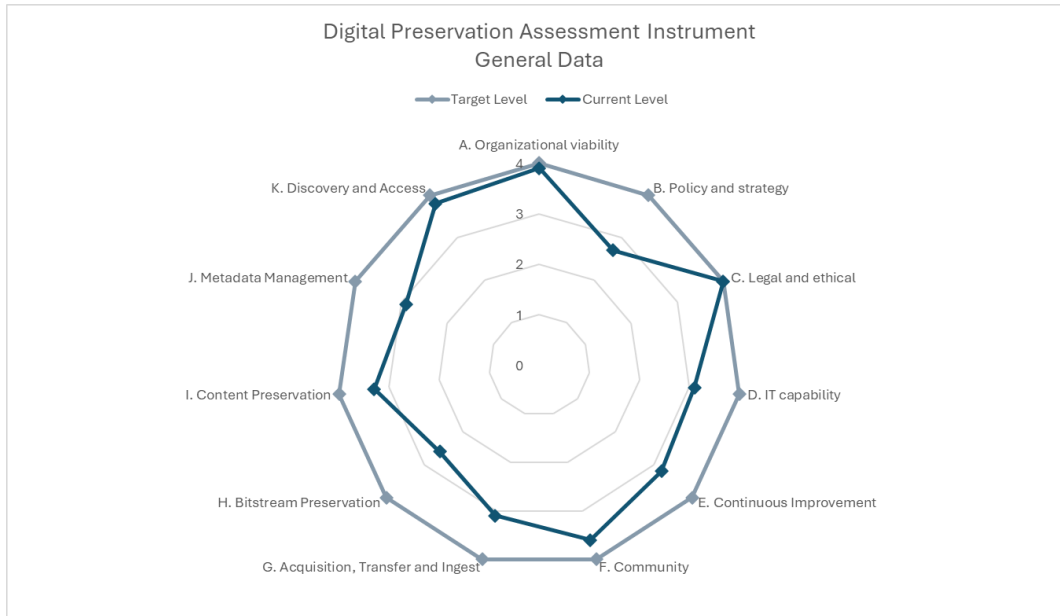 Digital Preservation Assessment Instrument
General Data
Target Level
Current Level
A. Organizational viability
4
K. Discovery and Access
B. Policy and strategy
3
J. Metadata Management
C. Legal and ethical
2
1
0
I. Content Preservation
D. IT capability
H. Bitstream Preservation
E. Continuous Improvement
G. Acquisition, Transfer and Ingest
F. Community